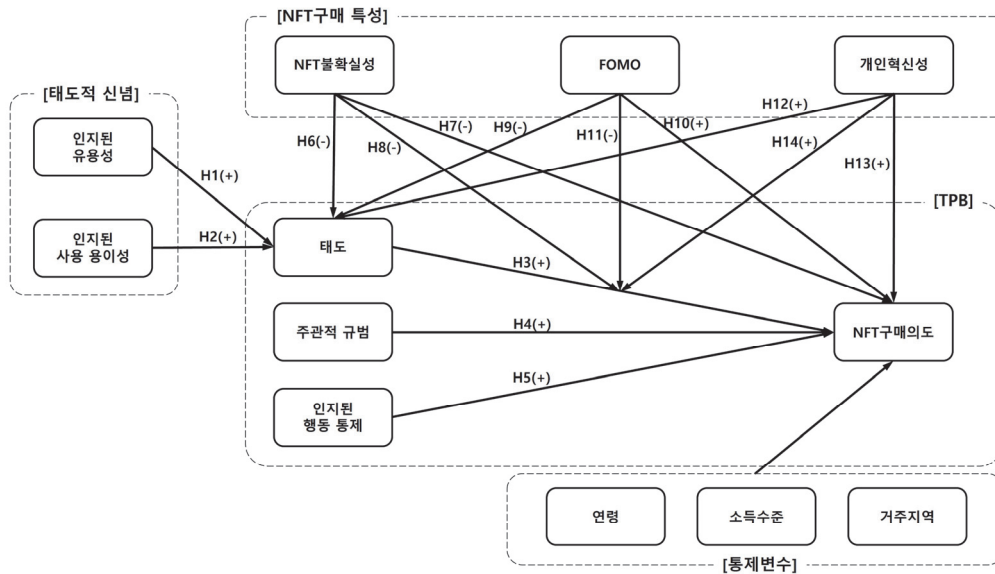 [NFT구매 특성]
NFT불확실성
FOMO
개인혁신성
[태도적 신념]
인지된
유용성
인지된
사용 용이성
H1(+)
H2(+)
H6(-)
H8(-)
H7(-)
H9(-)
H11(-)
H10(+)
H12(+)
H14(+)
H13(+)
[TPB]
태도
H3(+)
주관적 규범
H4(+)
NFT구매의도
인지된
행동 통제
H5(+)
연령
소득수준
거주지역
[통제변수]